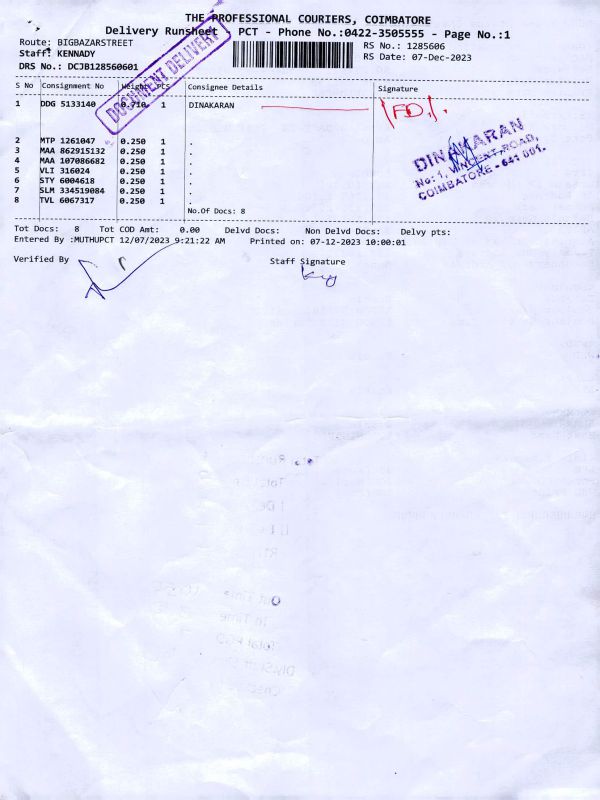 THE PROFESSIONAL COURIERS, COIMBATORE
Delivery Runsheet PCT - Phone No.:0422-3505555 - Page No.:1
Route: BIGBAZARSTREET
RS No.: 1285606
Staff: KENNADY
RS Date: 07-Dec-2023
DRS No.: DCJB128560601
DOCUMENT DELIVERY
S No Consignment No Weight Pcs Consignee Details Signature
1 DDG 5133140 0.710 1 DINAKARAN
DINAKARAN
No: 1, VINCENT ROAD,
COIMBATORE - 641 001.
2 MTP 1261047 0.250 1 .
3 MAA 862915132 0.250 1 .
4 MAA 107086682 0.250 1 .
5 VLI 316024 0.250 1 .
6 STY 6004618 0.250 1 .
7 SLM 334519084 0.250 1 .
8 TVL 6067317 0.250 1 .
No.Of Docs: 8
Tot Docs: 8 Tot COD Amt: 0.00 Delvd Docs: Non Delvd Docs: Delvy pts:
Entered By :MUTHUPCT 12/07/2023 9:21:22 AM Printed on: 07-12-2023 10:00:01
Verified By Staff Signature